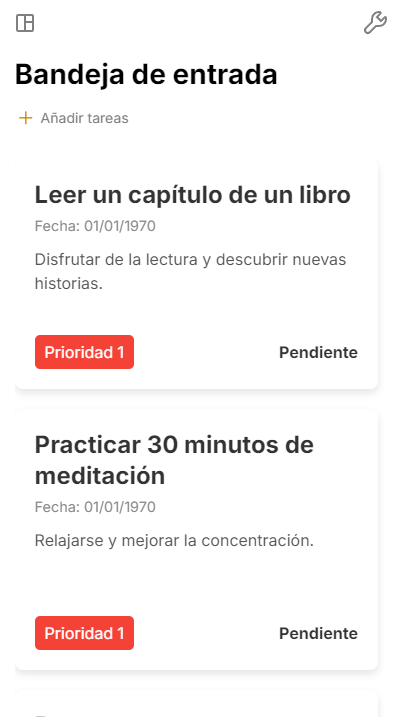 Bandeja de entrada
Añadir tareas
Leer un capítulo de un libro
Fecha: 01/01/1970
Disfrutar de la lectura y descubrir nuevas
historias.
Prioridad 1
Pendiente
Practicar 30 minutos de
meditación
Fecha: 01/01/1970
Relajarse y mejorar la concentración.
Prioridad 1
Pendiente